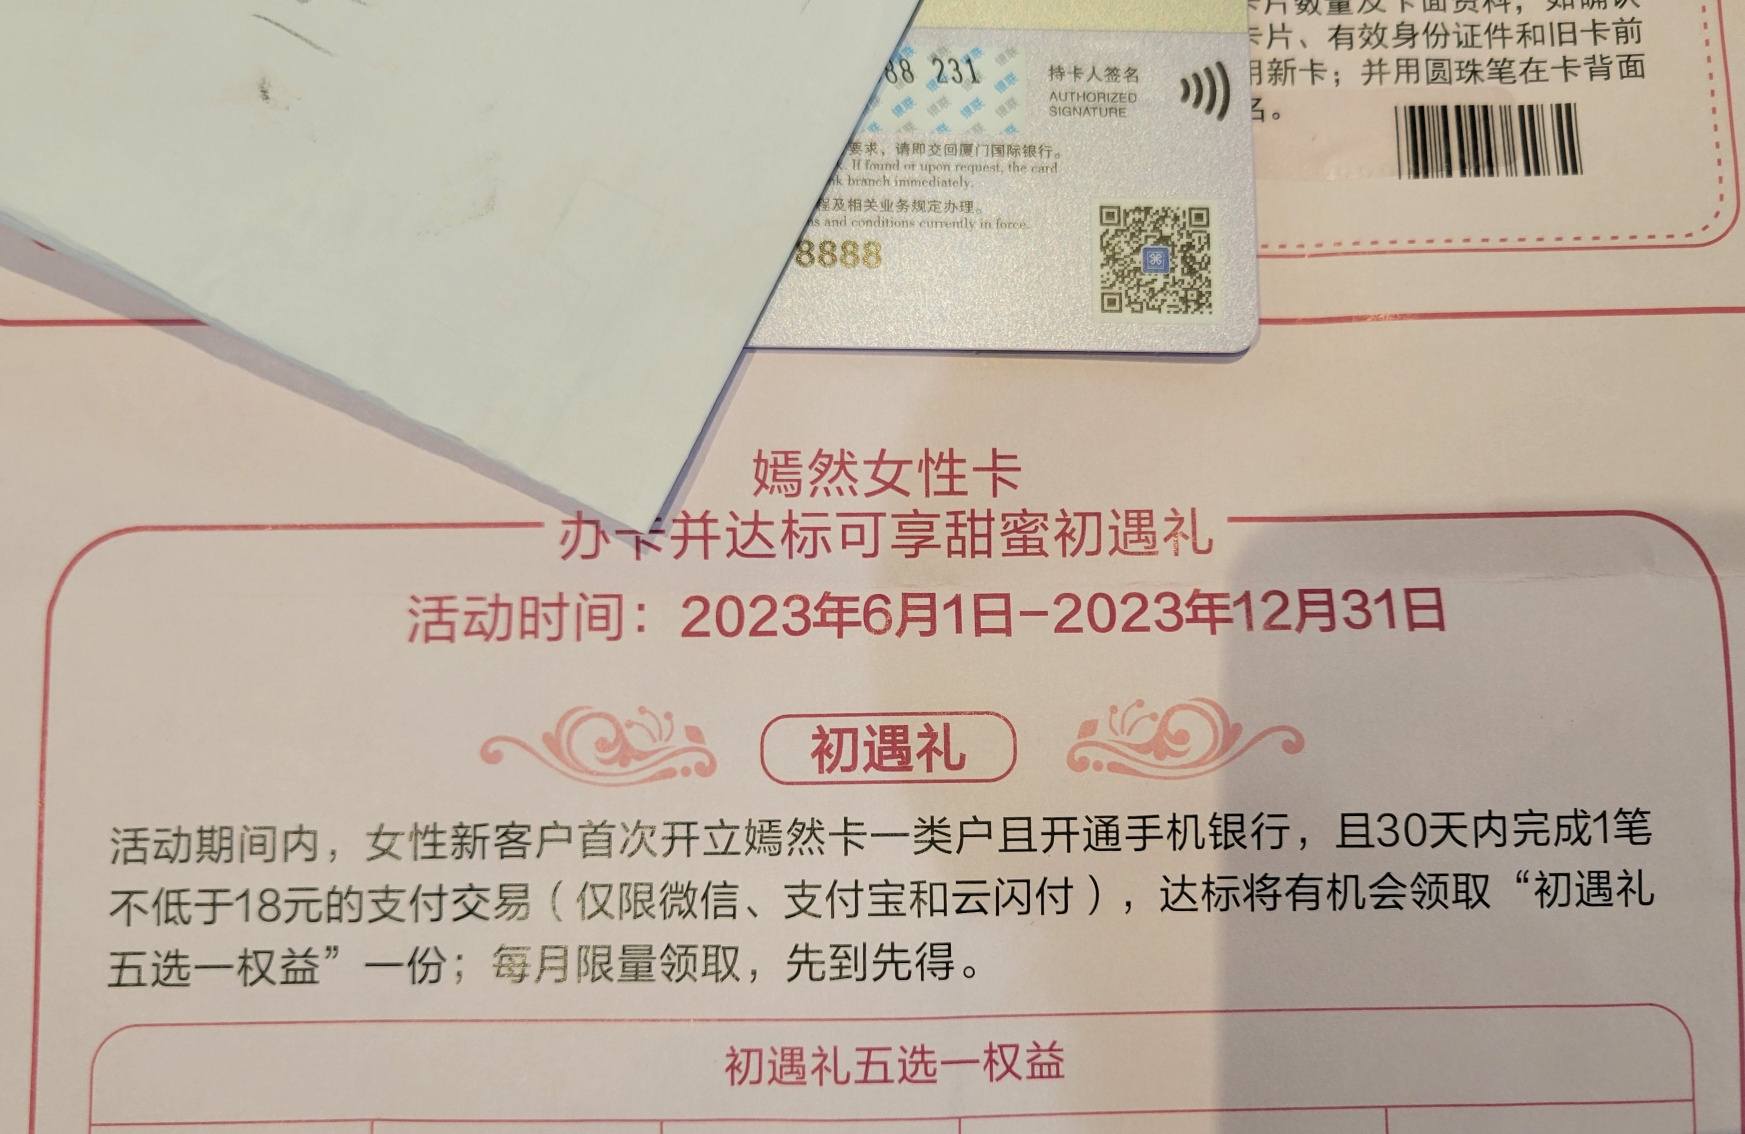 卡片数量及卡面资料，如确认
卡片、有效身份证件和旧卡前
用新卡；并用圆珠笔在卡背面
名。
88 231
持卡人签名
AUTHORIZED
SIGNATURE
要求，请即交回厦门国际银行。
If found or upon request, the card
branch immediately.
程及相关业务规定办理。
and conditions currently in force.
8888
嫣然女性卡
办卡并达标可享甜蜜初遇礼
活动时间：2023年6月1日-2023年12月31日
初遇礼
活动期间内，女性新客户首次开立嫣然卡一类户且开通手机银行，且30天内完成1笔
不低于18元的支付交易（仅限微信、支付宝和云闪付），达标将有机会领取“初遇礼
五选一权益”一份；每月限量领取，先到先得。
初遇礼五选一权益